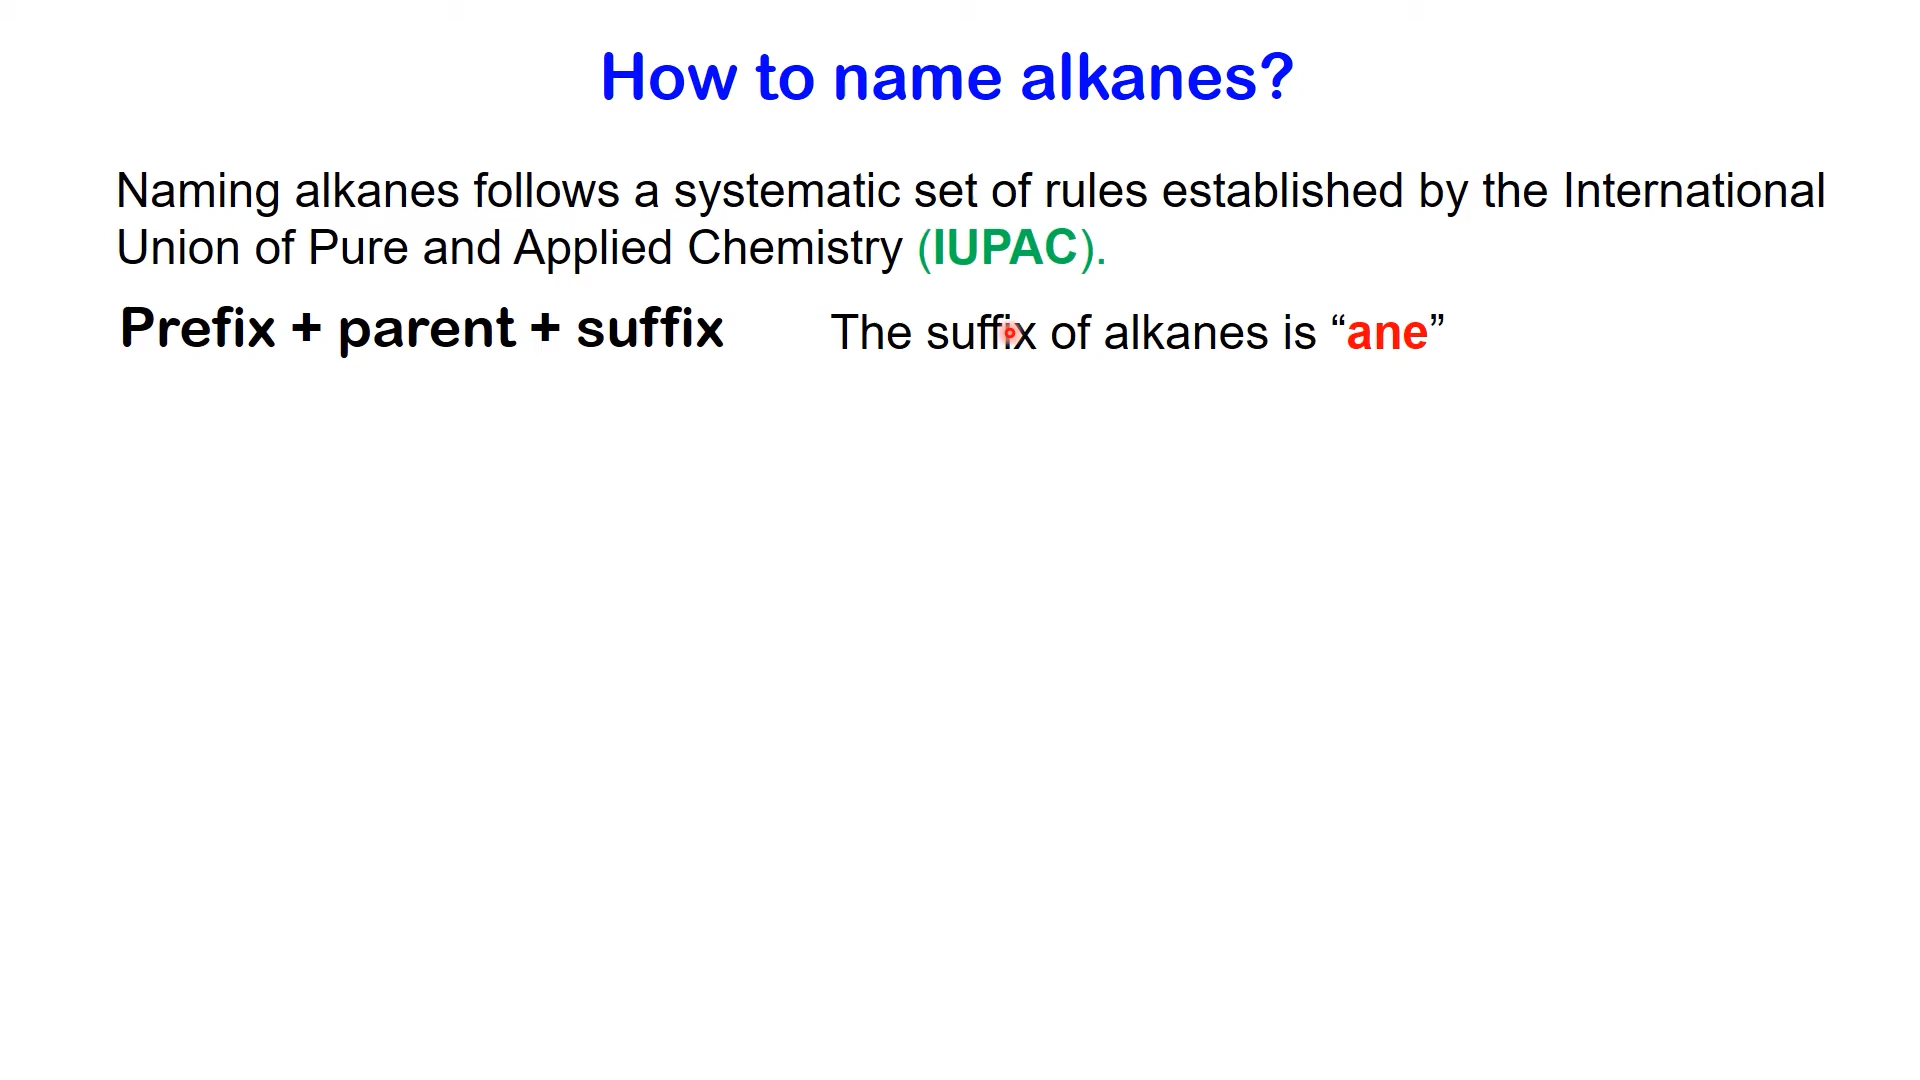 How to name alkanes?
Naming alkanes follows a systematic set of rules established by the International
Union of Pure and Applied Chemistry (IUPAC).
Prefix + parent + suffix
The suffix of alkanes is “ane”